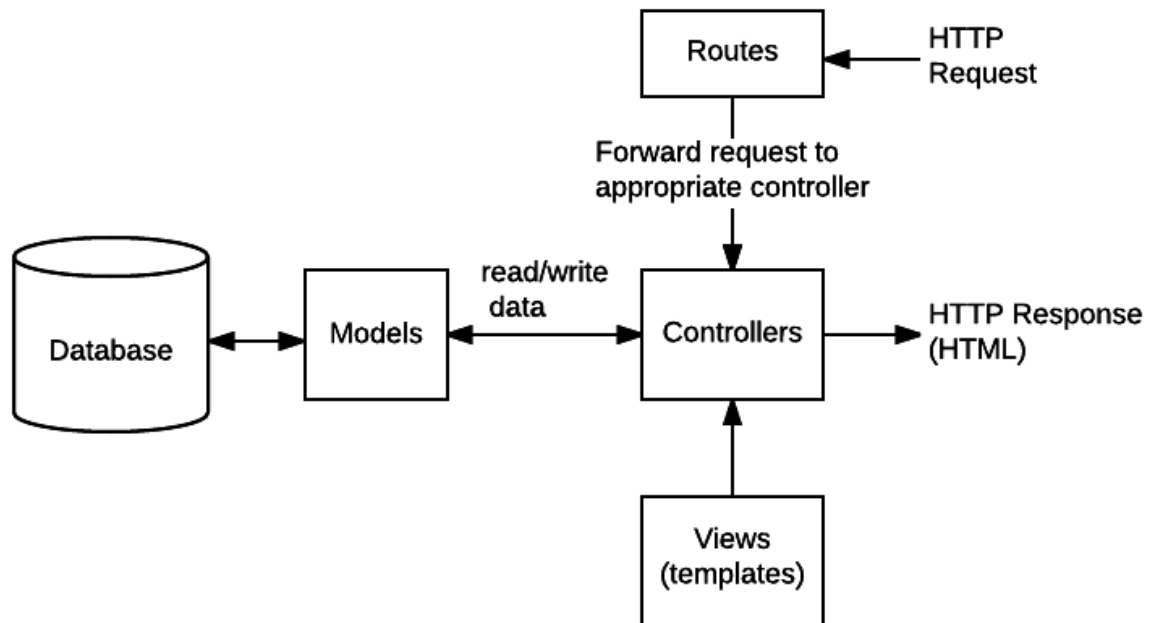 Routes
HTTP
Request
Forward request to
appropriate controller
read/write
data
Database
Models
Controllers
HTTP Response
(HTML)
Views
(templates)